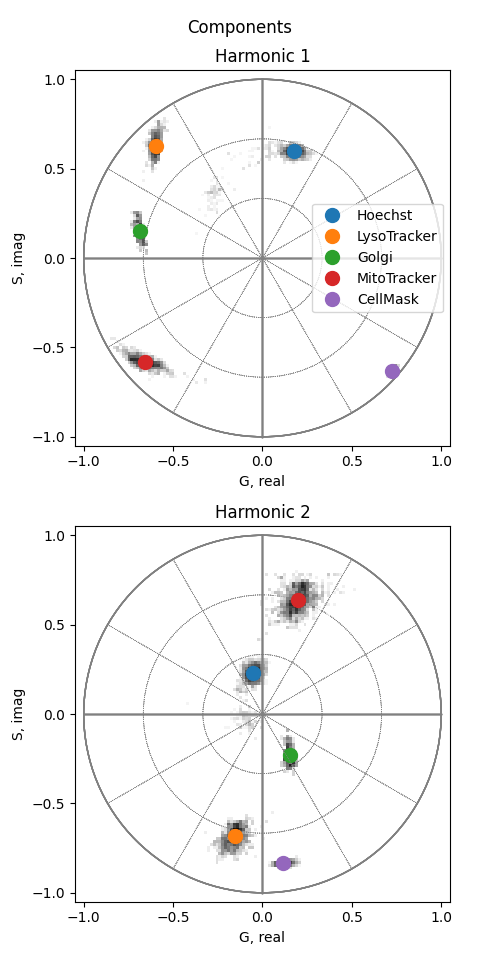 Components
Harmonic 1
1.0
0.5
0.0
−0.5
−1.0
S, imag
Hoechst
LysoTracker
Golgi
MitoTracker
CellMask
−1.0 −0.5 0.0 0.5 1.0
G, real
Harmonic 2
1.0
0.5
0.0
−0.5
−1.0
S, imag
−1.0 −0.5 0.0 0.5 1.0
G, real